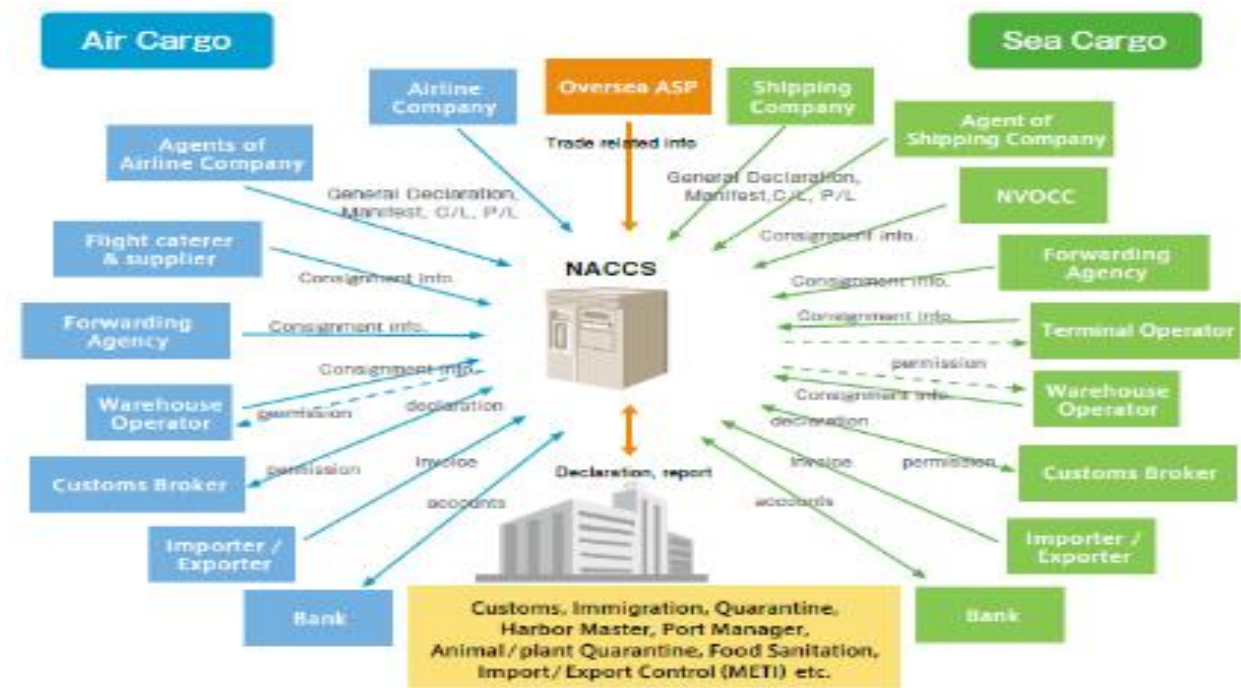 Air Cargo
Sea Cargo
Airline
Company
Oversea ASP
Shipping
Company
Agents of
Airline Company
Agent of
Shipping Company
Trade related info
General Declaration,
Manifest, C/L, P/L
General Declaration,
Manifest,C/L, P/L
NVOCC
Flight caterer
& supplier
Consignment info.
Consignment info.
NACCS
Consignment info.
Forwarding
Agency
Forwarding
Agency
Consignment info.
Consignment info.
Terminal Operator
Consignment info.
permission
Warehouse
Operator
permission
declaration
Consignment info.
declaration
Warehouse
Operator
Customs Broker
permission
Invoice
Declaration, report
Invoice
permission
Customs Broker
accounts
accounts
Importer /
Exporter
Importer /
Exporter
Bank
Customs, Immigration, Quarantine,
Harbor Master, Port Manager,
Animal/plant Quarantine, Food Sanitation,
Import/Export Control (METI) etc.
Bank